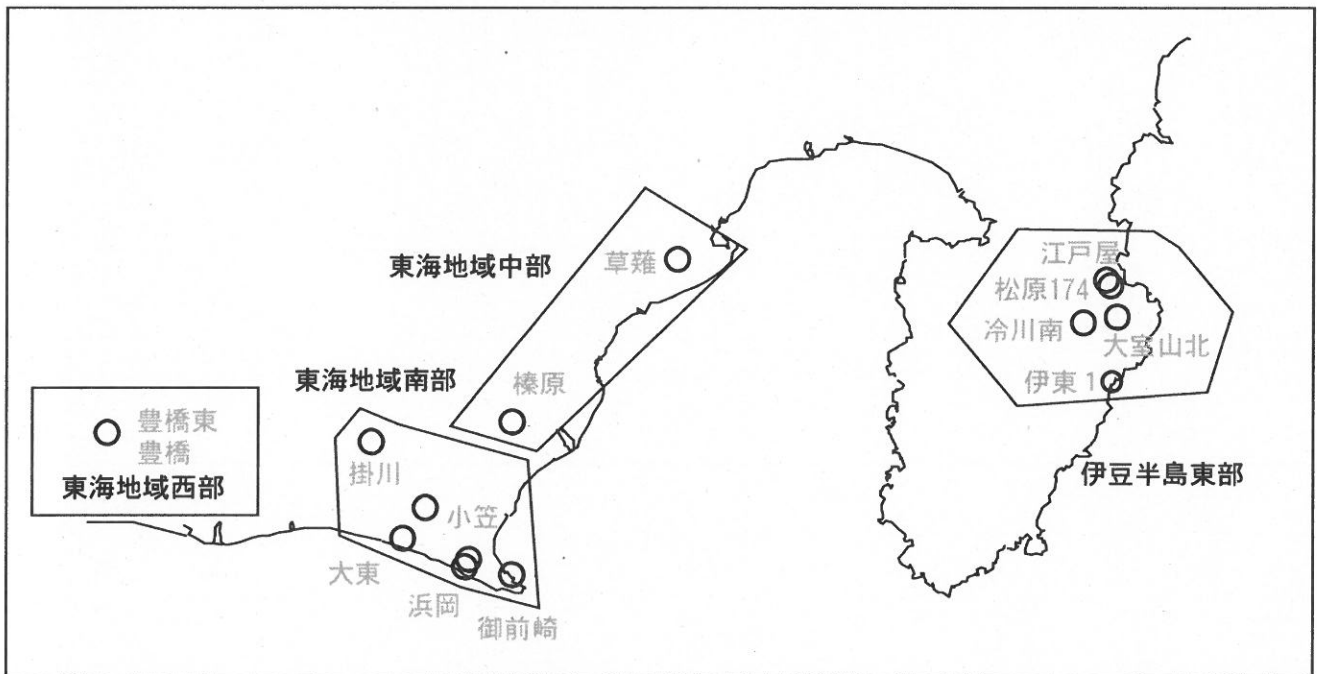 東海地域中部
草薙
榛原
東海地域南部
掛川
小笠
大東
浜岡
御前崎
豊橋東
豊橋
東海地域西部
江戸屋
松原174
冷川南
大室山北
伊東1
伊豆半島東部